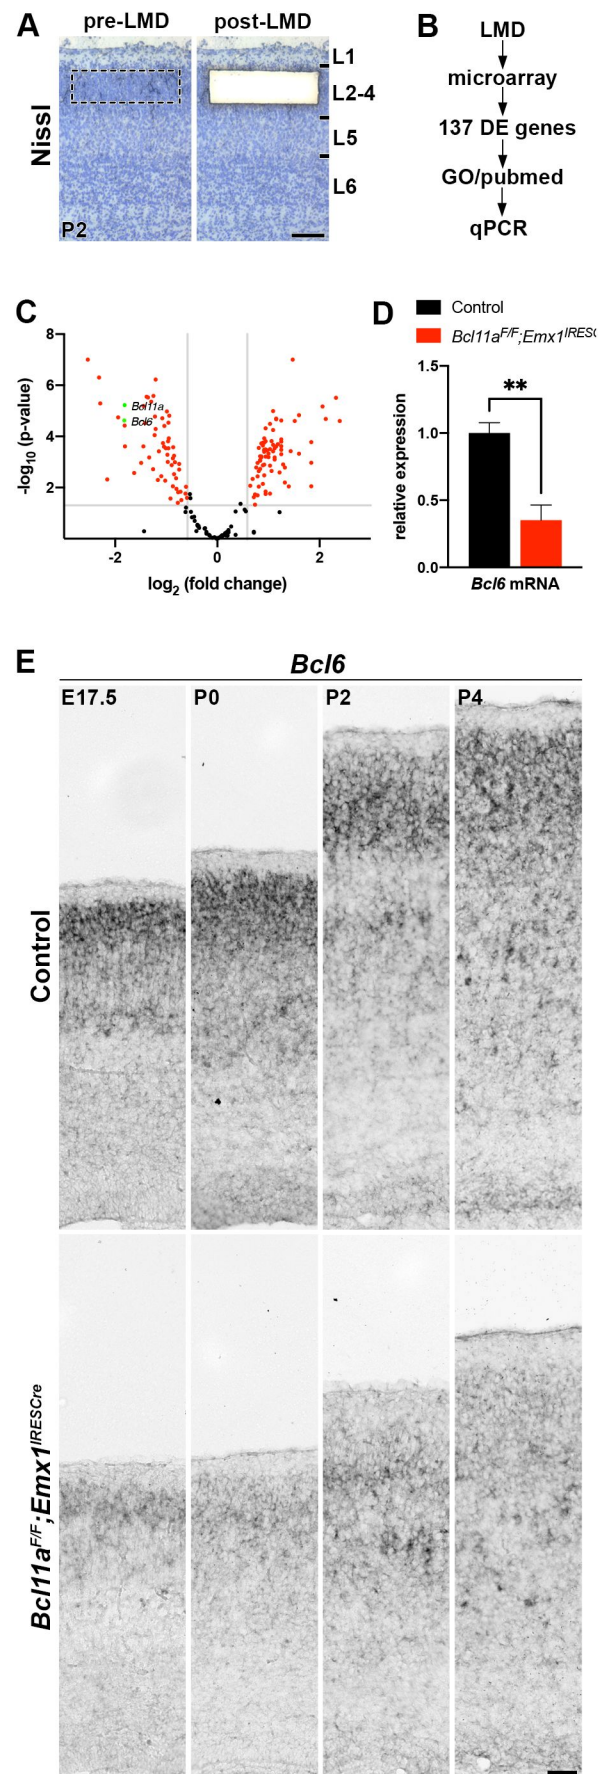 A
pre-LMD
post-LMD
Nissl
P2
L1
L2-4
L5
L6
B
LMD
microarray
137 DE genes
GO/pubmed
qPCR
C
-log10 (p-value)
8
6
4
2
Bcl11a
Bcl6
-2
0
2
log2 (fold change)
D
Control
Bcl11aF/F;Emx1IRESC
relative expression
1.5
1.0
0.5
0.0
**
Bcl6 mRNA
E
Bcl6
E17.5
P0
P2
P4
Control
Bcl11aF/F;Emx1IRESCre